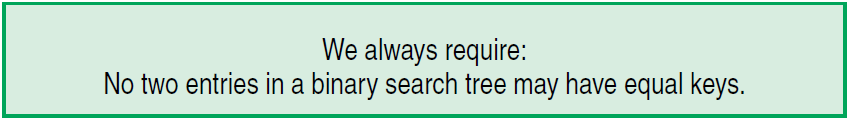 We always require:
No two entries in a binary search tree may have equal keys.